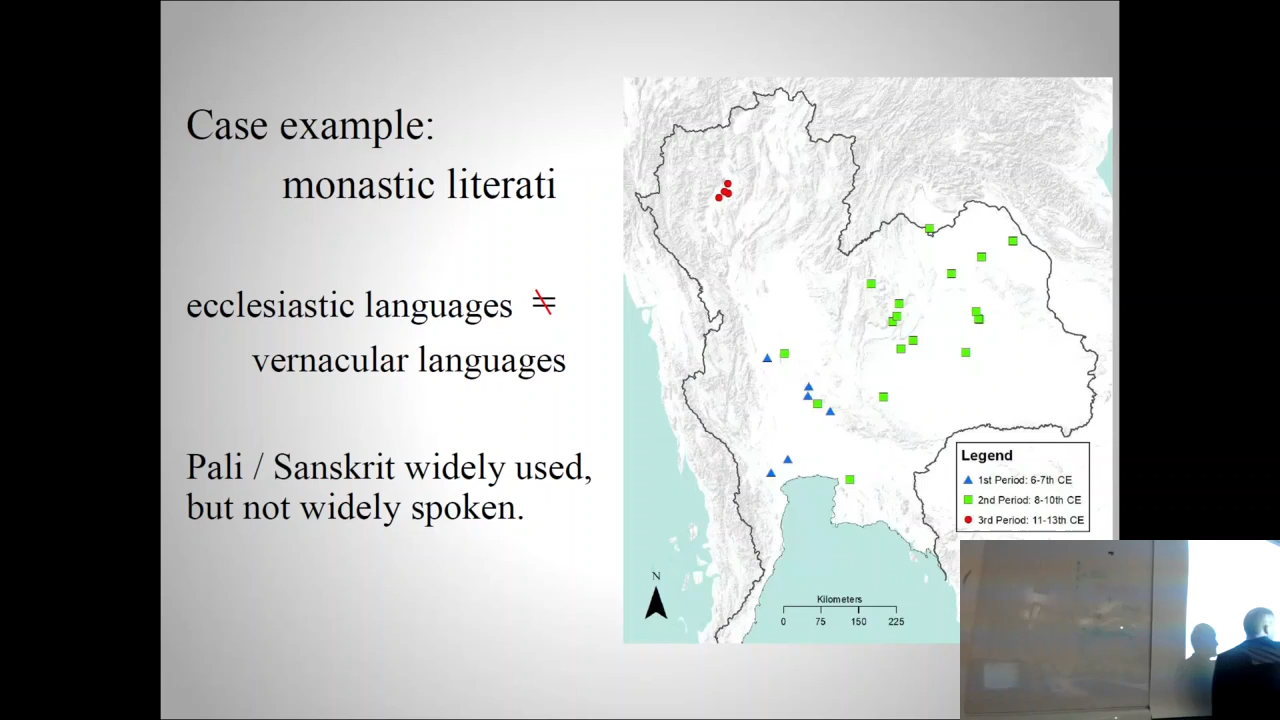 Case example:
monastic literati
ecclesiastic languages ≠
vernacular languages
Pali / Sanskrit widely used,
but not widely spoken.
Legend
1st Period: 6-7th CE
2nd Period: 8-10th CE
3rd Period: 11-13th CE
N
Kilometers
0 75 150 225